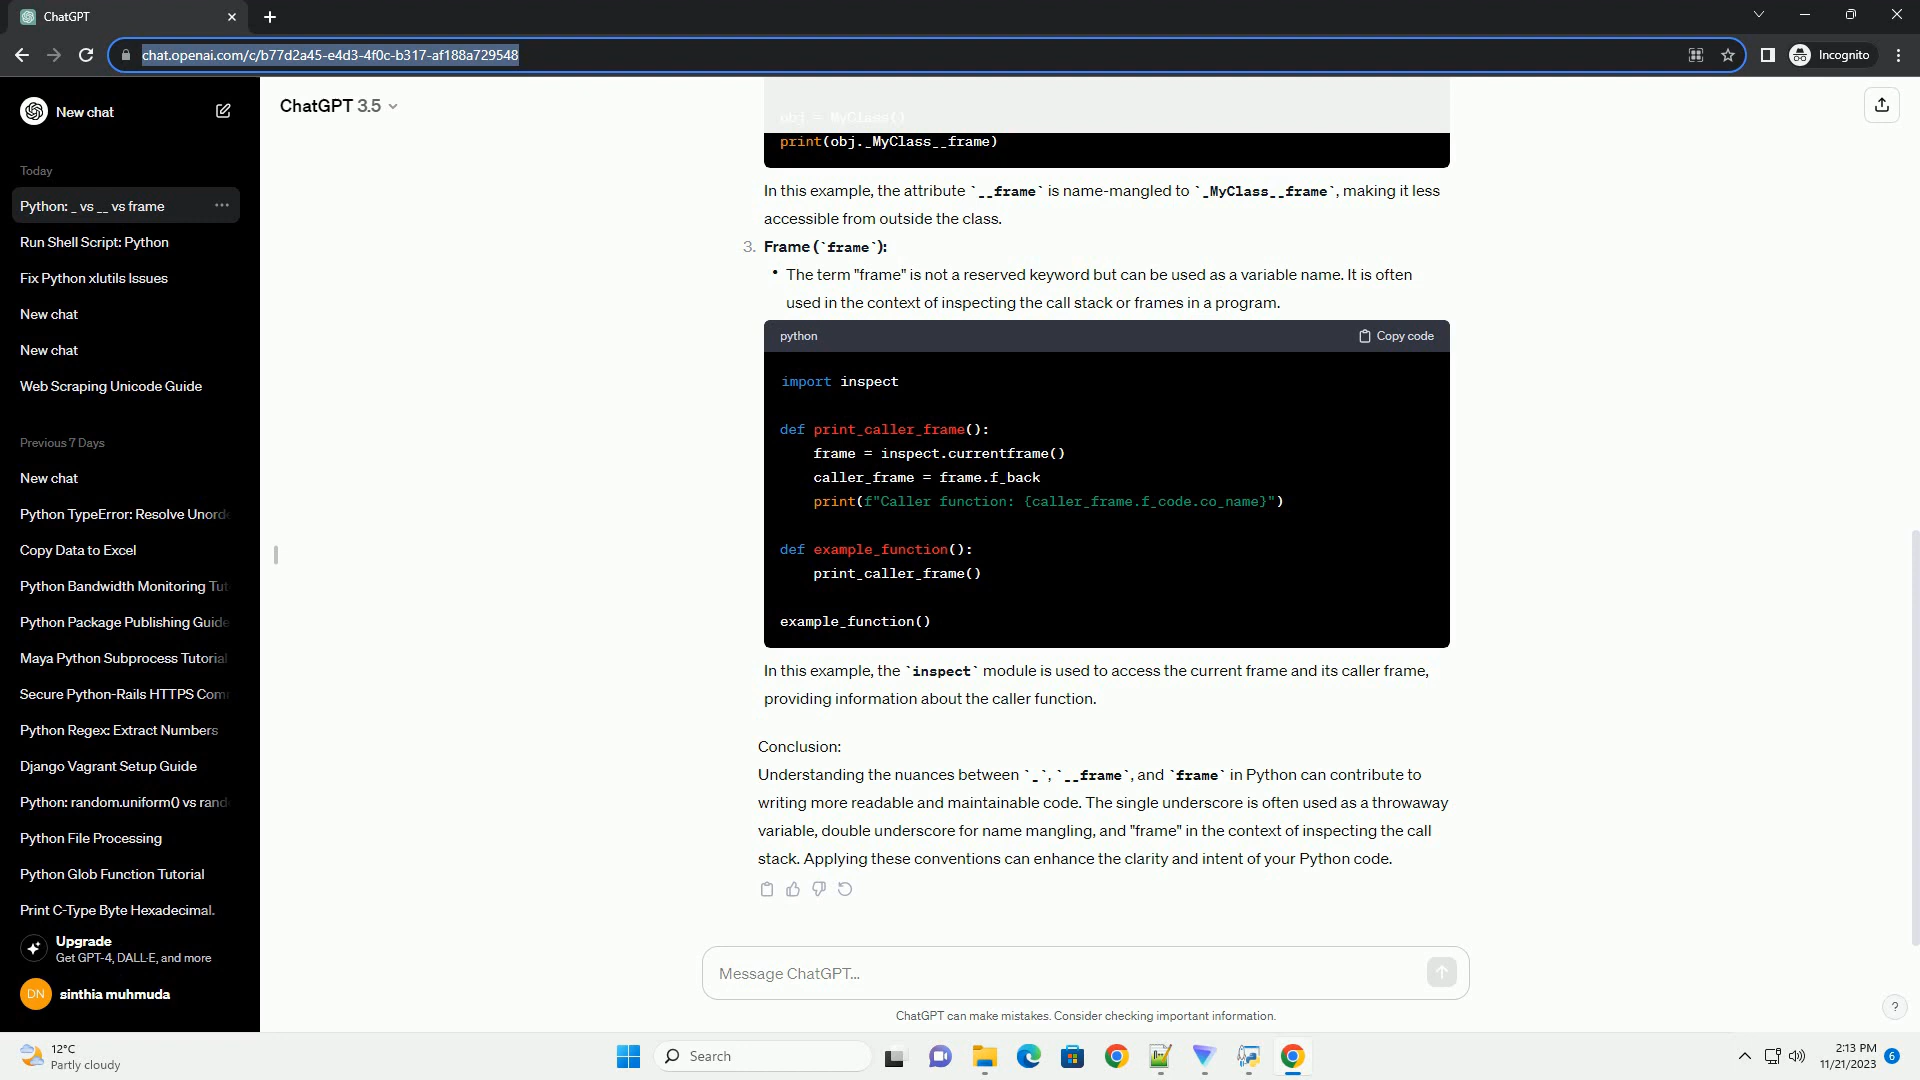 ChatGPT
chat.openai.com/c/b77d2a45-e4d3-4f0c-b317-af188a729548
Incognito
New chat
Today
Python: _ vs __ vs frame
Run Shell Script: Python
Fix Python xlutils Issues
New chat
New chat
Web Scraping Unicode Guide
Previous 7 Days
New chat
Python TypeError: Resolve Unorde
Copy Data to Excel
Python Bandwidth Monitoring Tut
Python Package Publishing Guide
Maya Python Subprocess Tutorial
Secure Python-Rails HTTPS Com
Python Regex: Extract Numbers
Django Vagrant Setup Guide
Python: random.uniform() vs rand
Python File Processing
Python Glob Function Tutorial
Print C-Type Byte Hexadecimal.
Upgrade
Get GPT-4, DALL·E, and more
DN sinthia muhmuda
ChatGPT 3.5
obj = MyClass()
print(obj._MyClass__frame)
In this example, the attribute `__frame` is name-mangled to `_MyClass__frame`, making it less
accessible from outside the class.
3. Frame (`frame`):
• The term "frame" is not a reserved keyword but can be used as a variable name. It is often
used in the context of inspecting the call stack or frames in a program.
python Copy code
import inspect
def print_caller_frame():
frame = inspect.currentframe()
caller_frame = frame.f_back
print(f"Caller function: {caller_frame.f_code.co_name}")
def example_function():
print_caller_frame()
example_function()
In this example, the `inspect` module is used to access the current frame and its caller frame,
providing information about the caller function.
Conclusion:
Understanding the nuances between `_`, `__frame`, and `frame` in Python can contribute to
writing more readable and maintainable code. The single underscore is often used as a throwaway
variable, double underscore for name mangling, and "frame" in the context of inspecting the call
stack. Applying these conventions can enhance the clarity and intent of your Python code.
Message ChatGPT...
ChatGPT can make mistakes. Consider checking important information.
?
12°C
Partly cloudy
Search
2:13 PM
11/21/2023
6